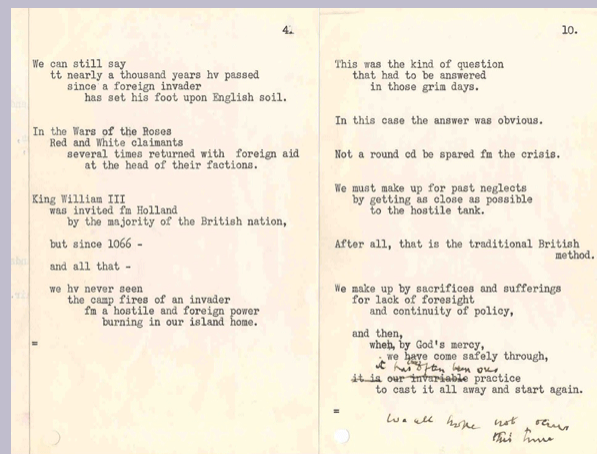 4.
We can still say
tt nearly a thousand years hv passed
since a foreign invader
has set his foot upon English soil.
In the Wars of the Roses
Red and White claimants
several times returned with foreign aid
at the head of their factions.
King William III
was invited fm Holland
by the majority of the British nation,
but since 1066 -
and all that -
we hv never seen
the camp fires of an invader
fm a hostile and foreign power
burning in our island home.
=
10.
This was the kind of question
that had to be answered
in those grim days.
In this case the answer was obvious.
Not a round cd be spared fm the crisis.
We must make up for past neglects
by getting as close as possible
to the hostile tank.
After all, that is the traditional British
method.
We make up by sacrifices and sufferings
for lack of foresight
and continuity of policy,
and then,
when, by God's mercy,
we have come safely through,
it has often been our
it is our invariable practice
to cast it all away and start again.
=
We all hope not
this time